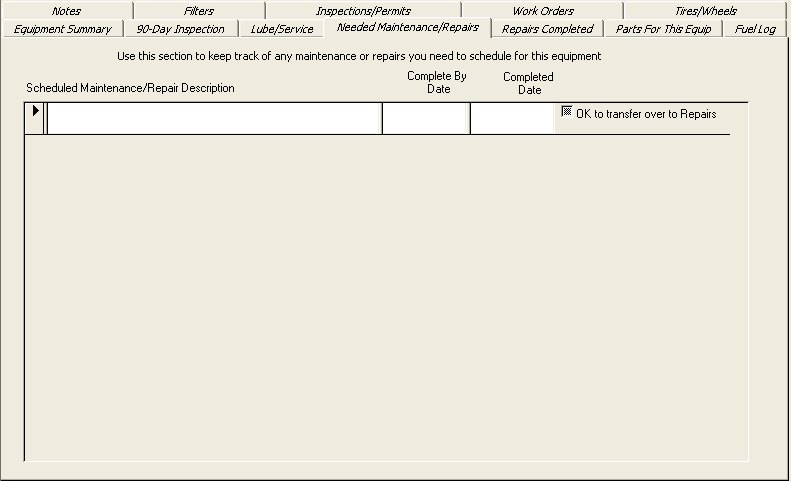 Notes Filters Inspections/Permits Work Orders Tires/Wheels
Equipment Summary 90-Day Inspection Lube/Service Needed Maintenance/Repairs Repairs Completed Parts For This Equip Fuel Log
Use this section to keep track of any maintenance or repairs you need to schedule for this equipment
Scheduled Maintenance/Repair Description
Complete By
Date
Completed
Date
OK to transfer over to Repairs